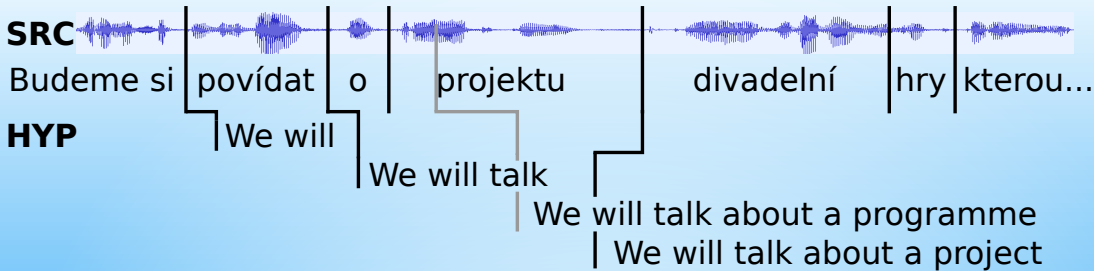 SRC
Budeme si povídat o projektu divadelní hry kterou...
HYP
We will
We will talk
We will talk about a programme
We will talk about a project